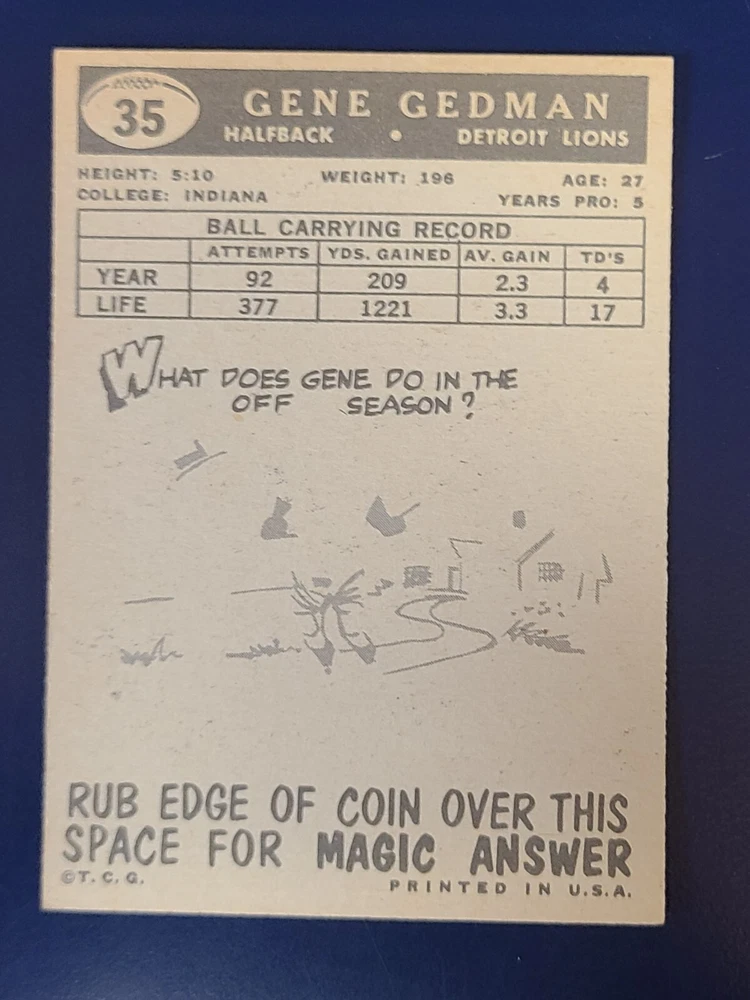 35
GENE GEDMAN
HALFBACK • DETROIT LIONS
HEIGHT: 5:10 WEIGHT: 196 AGE: 27
COLLEGE: INDIANA YEARS PRO: 5
BALL CARRYING RECORD
ATTEMPTS YDS. GAINED AV. GAIN TD'S
YEAR 92 209 2.3 4
LIFE 377 1221 3.3 17
WHAT DOES GENE DO IN THE
OFF SEASON?
RUB EDGE OF COIN OVER THIS
SPACE FOR MAGIC ANSWER
©T. C. G.
PRINTED IN U.S.A.